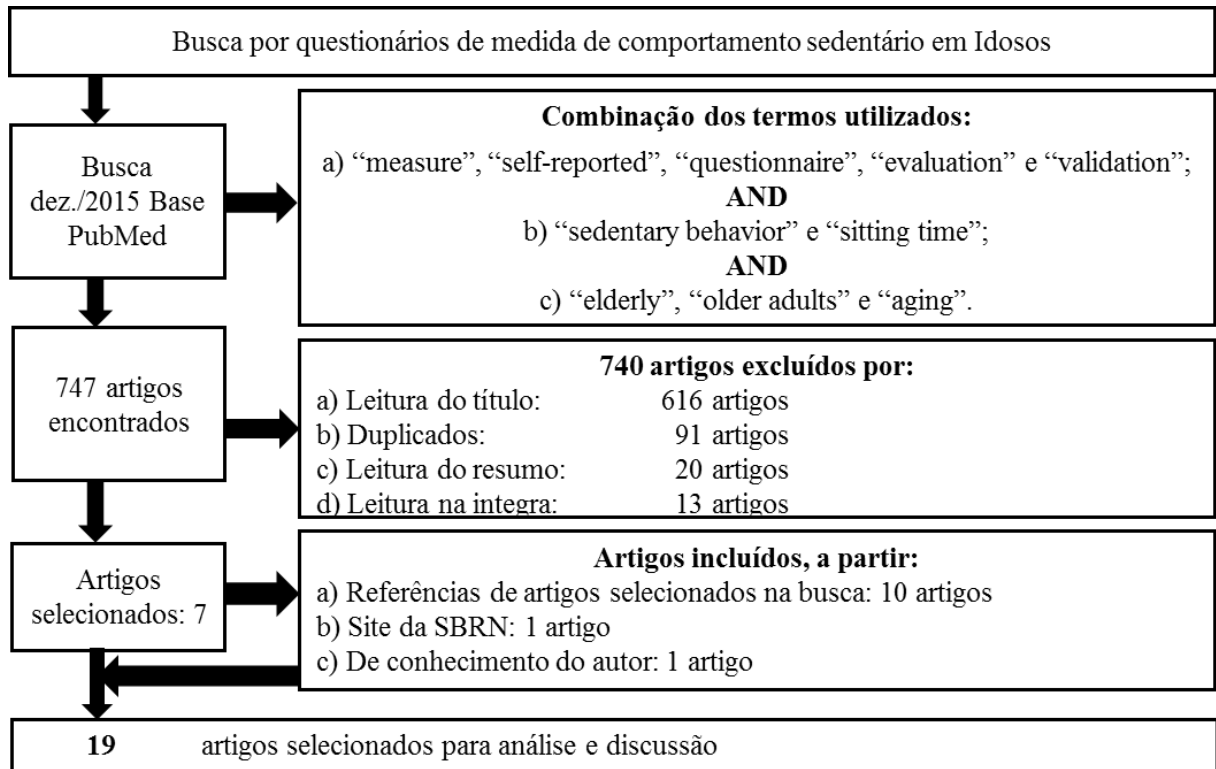 Busca por questionários de medida de comportamento sedentário em Idosos
Busca
dez./2015 Base
PubMed
Combinação dos termos utilizados:
a) “measure”, “self-reported”, “questionnaire”, “evaluation” e “validation”;
AND
b) “sedentary behavior” e “sitting time”;
AND
c) “elderly”, “older adults” e “aging”.
747 artigos
encontrados
740 artigos excluídos por:
a) Leitura do título: 616 artigos
b) Duplicados: 91 artigos
c) Leitura do resumo: 20 artigos
d) Leitura na integra: 13 artigos
Artigos
selecionados: 7
Artigos incluídos, a partir:
a) Referências de artigos selecionados na busca: 10 artigos
b) Site da SBRN: 1 artigo
c) De conhecimento do autor: 1 artigo
19 artigos selecionados para análise e discussão